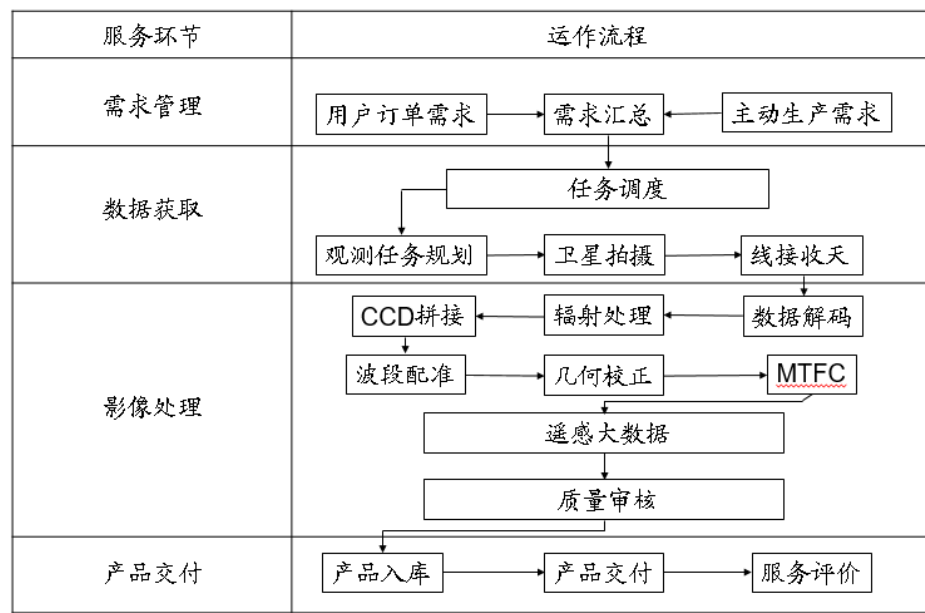 服务环节 运作流程
需求管理 用户订单需求 需求汇总 主动生产需求
任务调度
数据获取
观测任务规划 卫星拍摄 线接收天
CCD拼接 辐射处理 数据解码
波段配准 几何校正 MTFC
影像处理
遥感大数据
质量审核
产品交付 产品入库 产品交付 服务评价